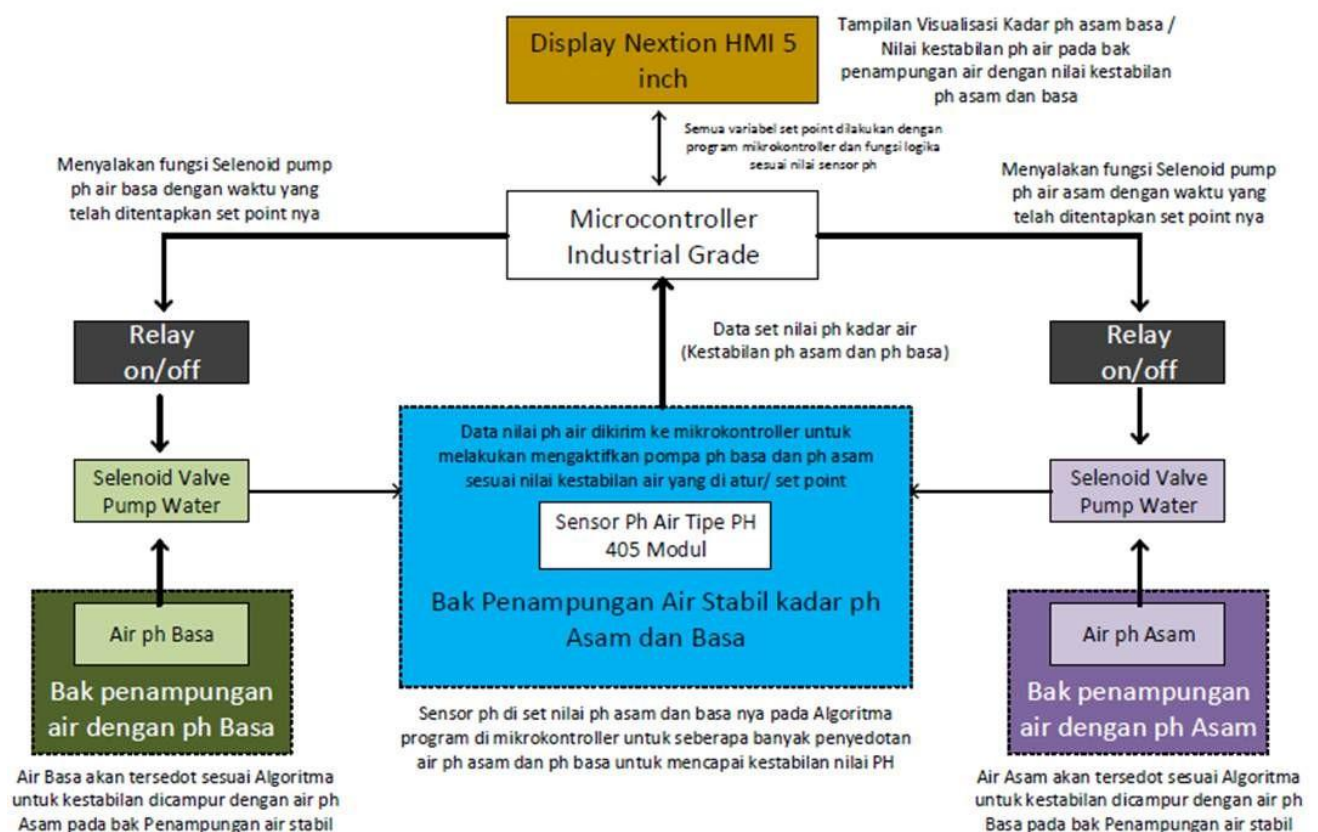 Display Nextion HMI 5
inch
Tampilan Visualisasi Kadar ph asam basa /
Nilai kestabilan ph air pada bak
penampungan air dengan nilai kestabilan
ph asam dan basa
Semua variabel set point dilakukan dengan
program mikrokontroller dan fungsi logika
sesuai nilai sensor ph
Menyalakan fungsi Selenoid pump
ph air basa dengan waktu yang
telah ditentapkan set point nya
Microcontroller
Industrial Grade
Menyalakan fungsi Selenoid pump
ph air asam dengan waktu yang
telah ditentapkan set point nya
Relay
on/off
Data set nilai ph kadar air
(Kestabilan ph asam dan ph basa)
Relay
on/off
Selenoid Valve
Pump Water
Data nilai ph air dikirim ke mikrokontroller untuk
melakukan mengaktifkan pompa ph basa dan ph asam
sesuai nilai kestabilan air yang di atur/ set point
Sensor Ph Air Tipe PH
405 Modul
Bak Penampungan Air Stabil kadar ph
Asam dan Basa
Selenoid Valve
Pump Water
Air ph Basa
Bak penampungan
air dengan ph Basa
Air ph Asam
Bak penampungan
air dengan ph Asam
Sensor ph di set nilai ph asam dan basa nya pada Algoritma
program di mikrokontroller untuk seberapa banyak penyedotan
air ph asam dan ph basa untuk mencapai kestabilan nilai PH
Air Basa akan tersedot sesuai Algoritma
untuk kestabilan dicampur dengan air ph
Asam pada bak Penampungan air stabil
Air Asam akan tersedot sesuai Algoritma
untuk kestabilan dicampur dengan air ph
Basa pada bak Penampungan air stabil